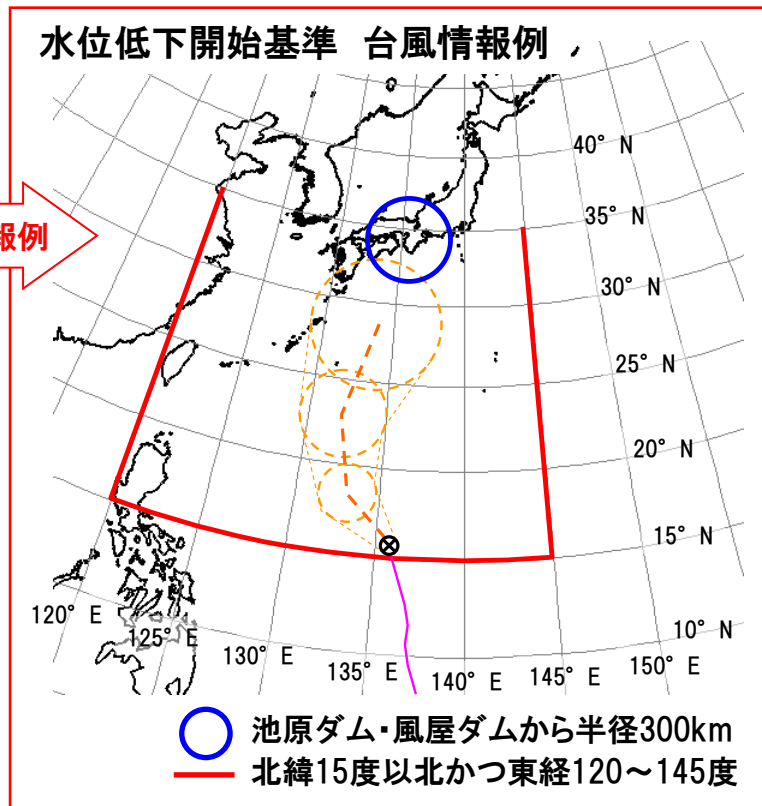 水位低下開始基準 台風情報例
報例
40° N
35° N
30° N
25° N
20° N
15° N
10° N
120° E
125° E
130° E
135° E
140° E
145° E
150° E
池原ダム・風屋ダムから半径300km
北緯15度以北かつ東経120～145度